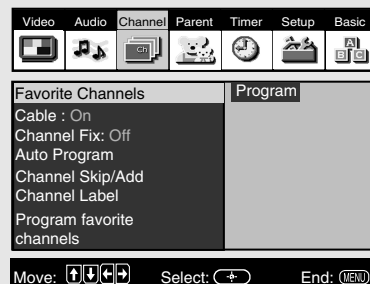 Video Audio Channel Parent Timer Setup Basic
Ch
A
B C
Favorite Channels Program
Cable : On
Channel Fix: Off
Auto Program
Channel Skip/Add
Channel Label
Program favorite
channels
Move: Select: End: MENU